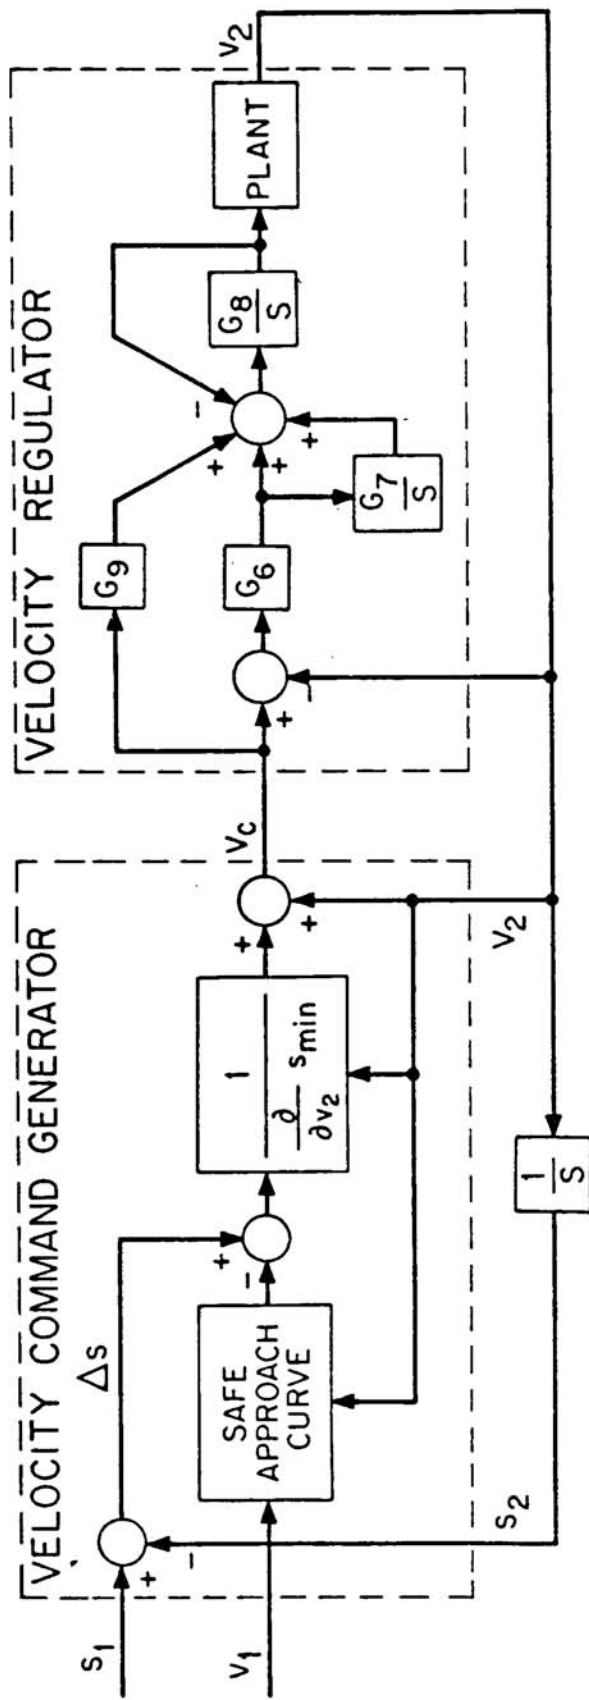 VELOCITY COMMAND GENERATOR
VELOCITY REGULATOR
s1
+
-
Δs
v1
SAFE
APPROACH
CURVE
+
-
1
∂
∂v2
smin
+
+
vc
+
-
G9
G6
G7
S
+
+
+
-
G8
S
PLANT
v2
v2
1
S
s2